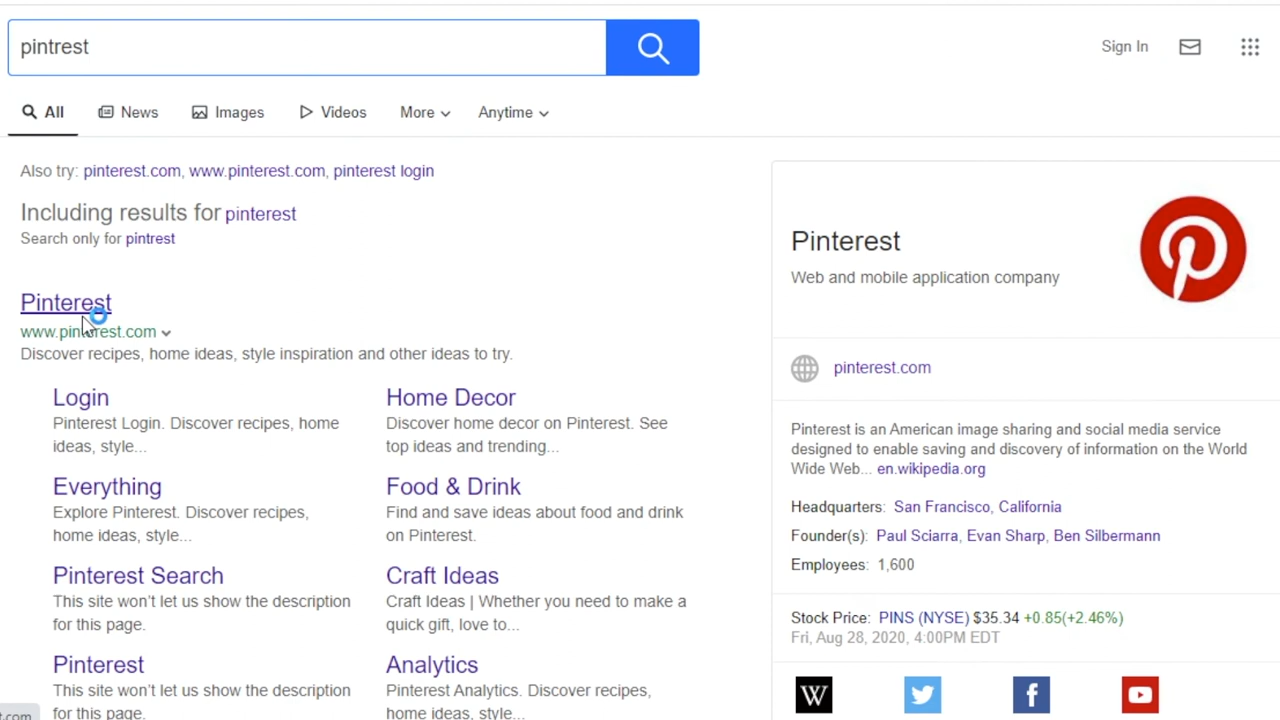 pintrest
Sign In
All News Images Videos More Anytime
Also try: pinterest.com, www.pinterest.com, pinterest login
Including results for pinterest
Search only for pintrest
Pinterest
www.pinterest.com
Discover recipes, home ideas, style inspiration and other ideas to try.
Login
Pinterest Login. Discover recipes, home
ideas, style...
Home Decor
Discover home decor on Pinterest. See
top ideas and trending...
Everything
Explore Pinterest. Discover recipes,
home ideas, style...
Food & Drink
Find and save ideas about food and drink
on Pinterest.
Pinterest Search
This site won't let us show the description
for this page.
Craft Ideas
Craft Ideas | Whether you need to make a
quick gift, love to...
Pinterest
This site won't let us show the description
for this page.
Analytics
Pinterest Analytics. Discover recipes,
home ideas, style...
Pinterest
Web and mobile application company
pinterest.com
Pinterest is an American image sharing and social media service
designed to enable saving and discovery of information on the World
Wide Web... en.wikipedia.org
Headquarters: San Francisco, California
Founder(s): Paul Sciarra, Evan Sharp, Ben Silbermann
Employees: 1,600
Stock Price: PINS (NYSE) $35.34 +0.85(+2.46%)
Fri, Aug 28, 2020, 4:00PM EDT
W